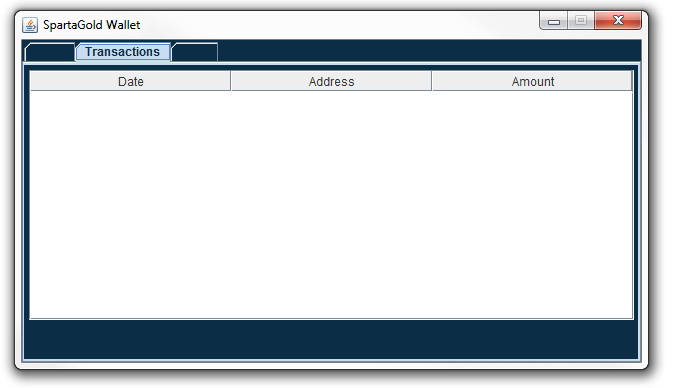 SpartaGold Wallet
Transactions
Date Address Amount